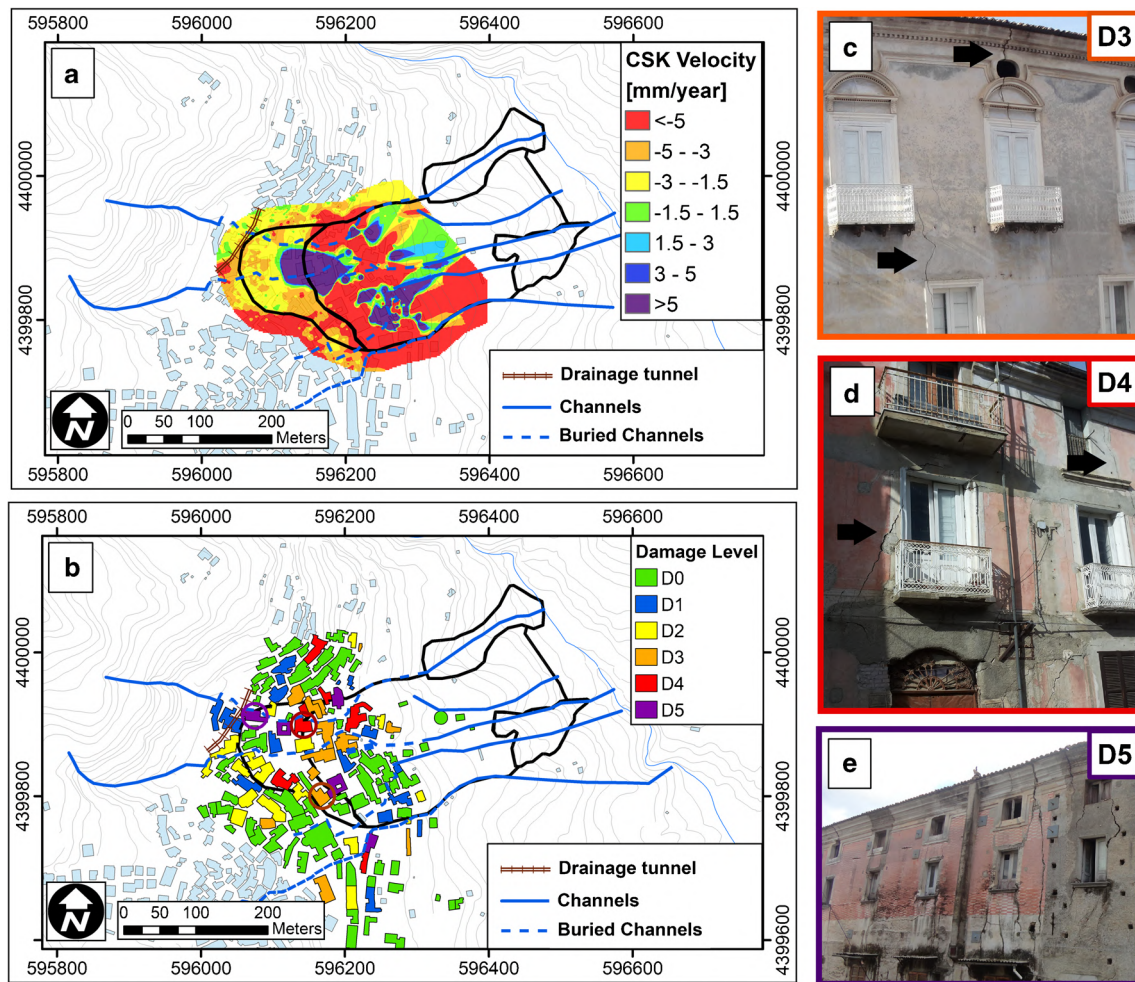 595800 596000 596200 596400 596600
a
CSK Velocity
[mm/year]
<-5
-5 - -3
-3 - -1.5
-1.5 - 1.5
1.5 - 3
3 - 5
>5
4400000
4400000
4399800
4399800
Drainage tunnel
Channels
Buried Channels
N
0 50 100 200
Meters
595800 596000 596200 596400 596600
595800 596000 596200 596400 596600
b
Damage Level
D0
D1
D2
D3
D4
D5
4400000
4400000
4399800
4399800
4399600
Drainage tunnel
Channels
Buried Channels
N
0 50 100 200
Meters
595800 596000 596200 596400 596600
c
D3
d
D4
e
D5